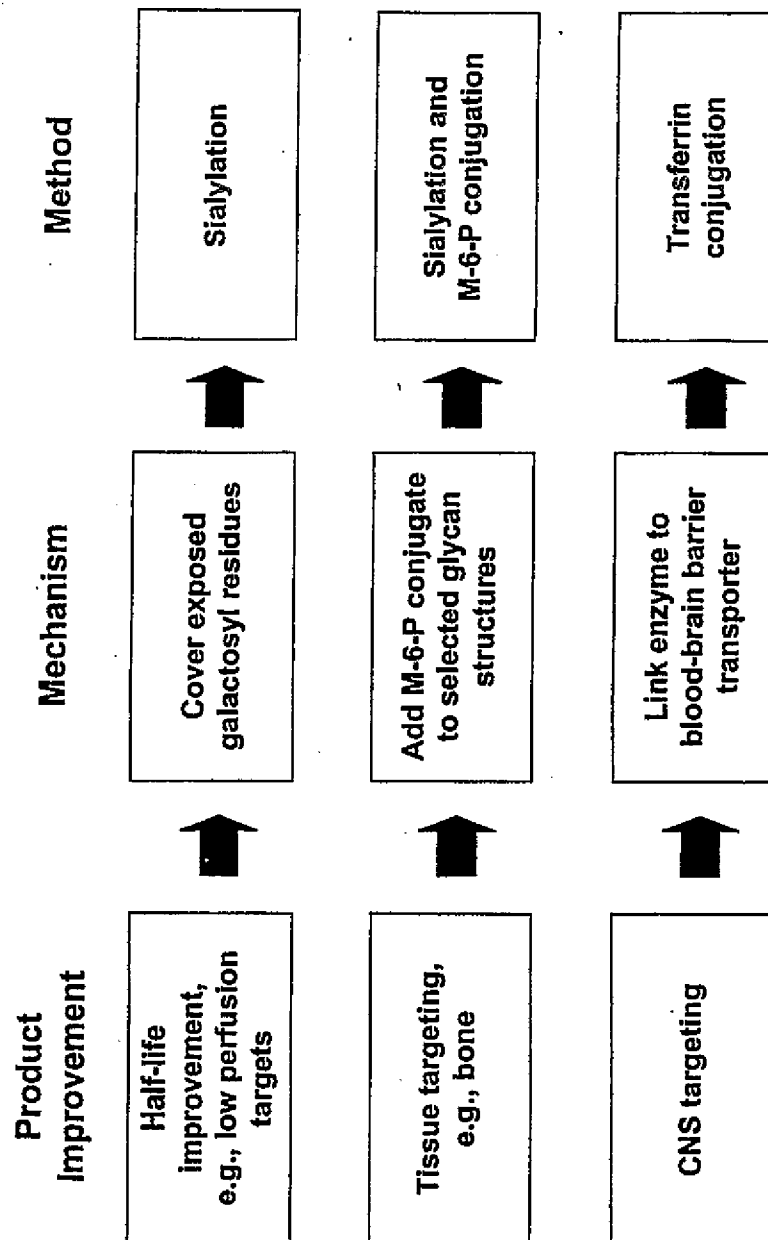 Product
Improvement
Mechanism
Method
Half-life
improvement,
e.g., low perfusion
targets
Cover exposed
galactosyl residues
Sialylation
Tissue targeting,
e.g., bone
Add M-6-P conjugate
to selected glycan
structures
Sialylation and
M-6-P conjugation
CNS targeting
Link enzyme to
blood-brain barrier
transporter
Transferrin
conjugation